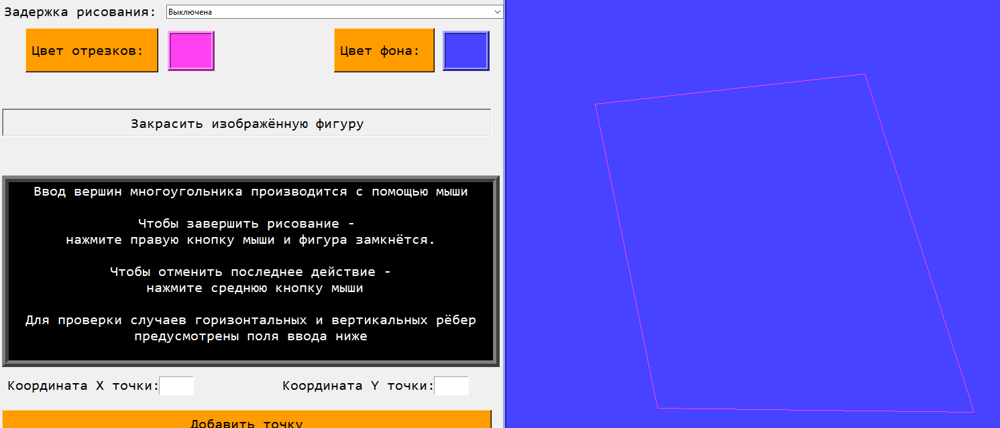 Задержка рисования:
Выключена
Цвет отрезков:
Цвет фона:
Закрасить изображённую фигуру
Ввод вершин многоугольника производится с помощью мыши
Чтобы завершить рисование -
нажмите правую кнопку мыши и фигура замкнётся.
Чтобы отменить последнее действие -
нажмите среднюю кнопку мыши
Для проверки случаев горизонтальных и вертикальных рёбер
предусмотрены поля ввода ниже
Координата X точки:
Координата Y точки:
Добавить точку